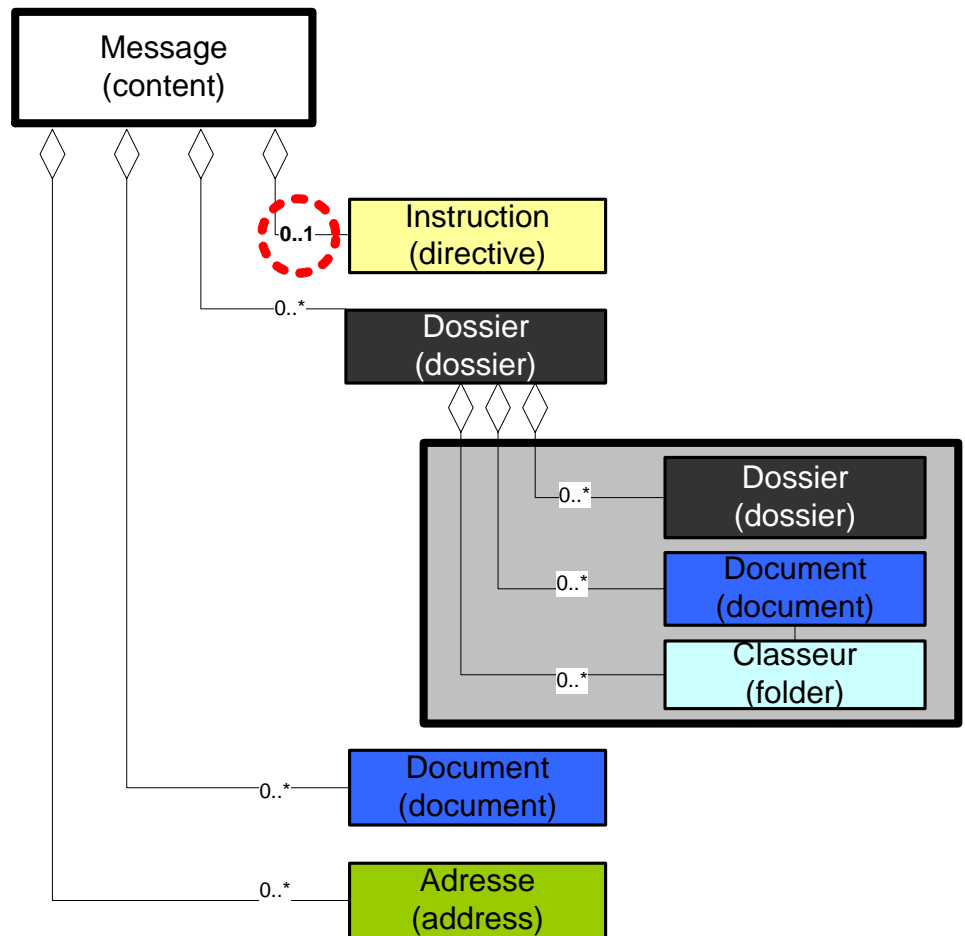 Message
(content)
0..1
Instruction
(directive)
0..*
Dossier
(dossier)
0..*
Dossier
(dossier)
0..*
Document
(document)
0..*
Classeur
(folder)
0..*
Document
(document)
0..*
Adresse
(address)